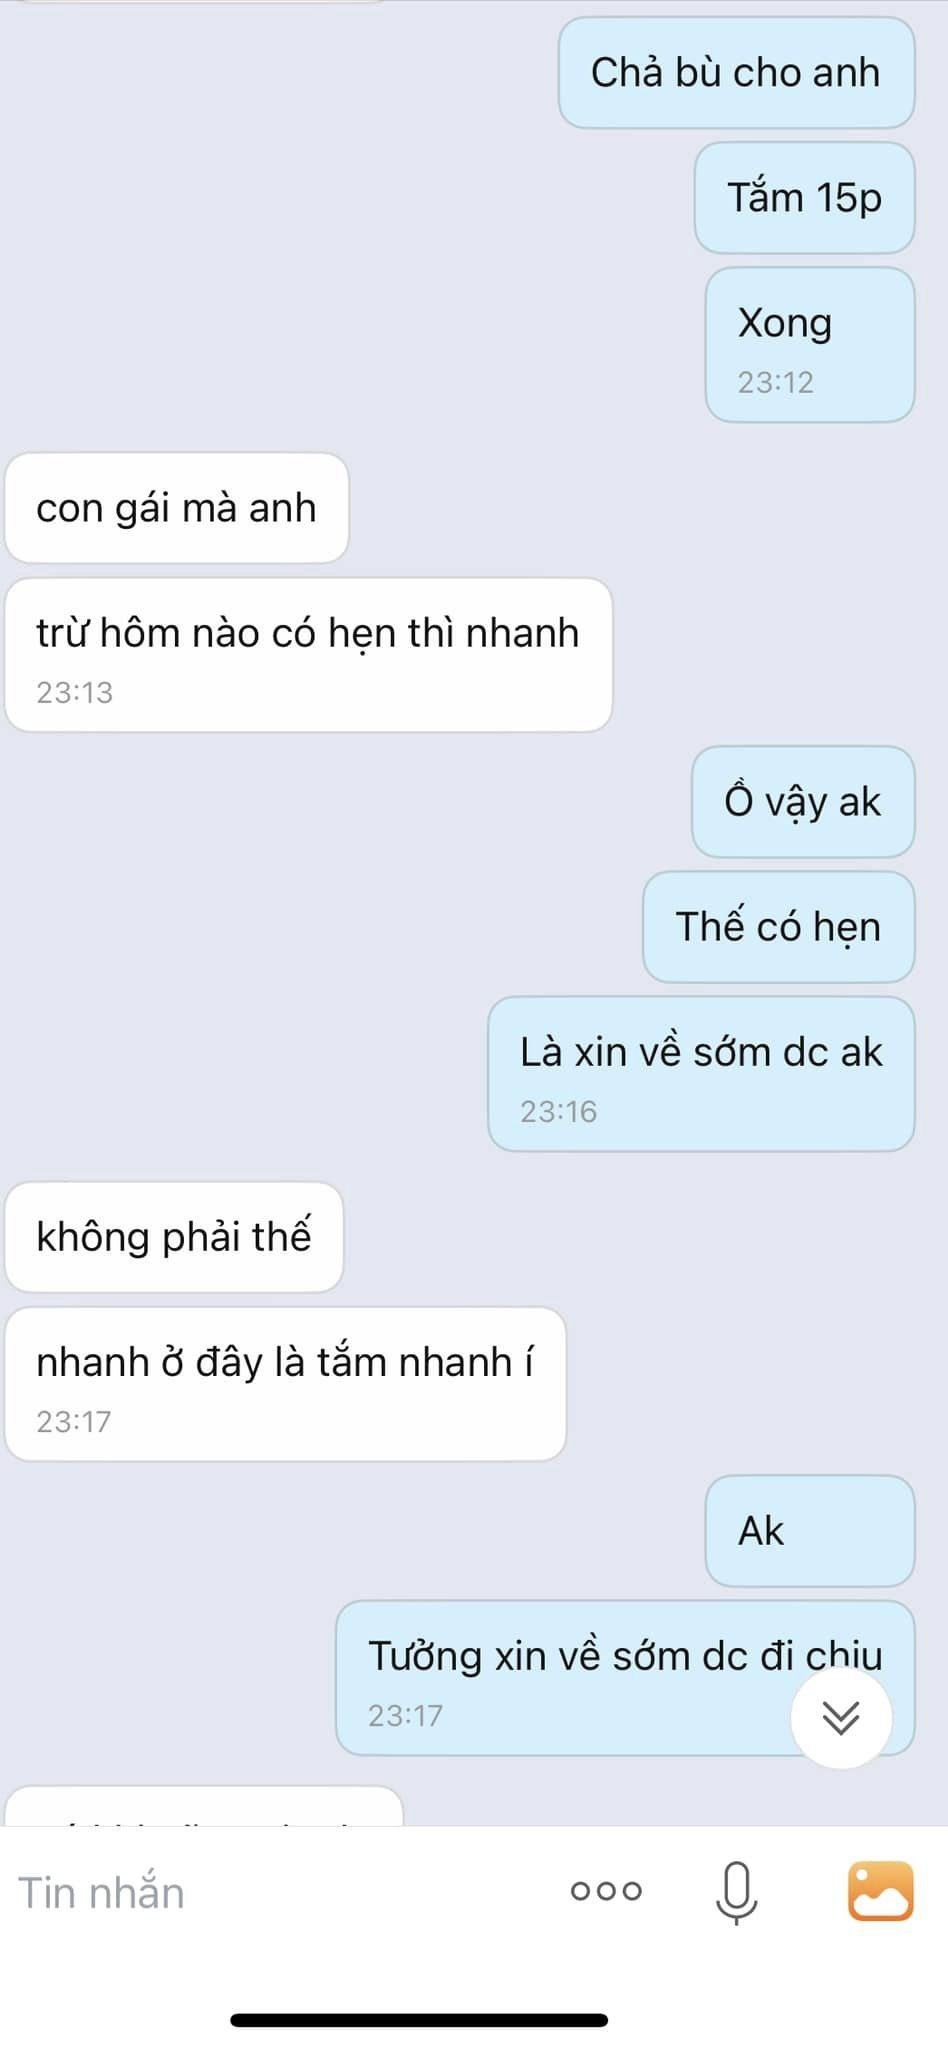 Chả bù cho anh
Tắm 15p
Xong
23:12
con gái mà anh
trừ hôm nào có hẹn thì nhanh
23:13
Ồ vậy ak
Thế có hẹn
Là xin về sớm dc ak
23:16
không phải thế
nhanh ở đây là tắm nhanh í
23:17
Ak
Tưởng xin về sớm dc đi chiu
23:17
Tin nhắn